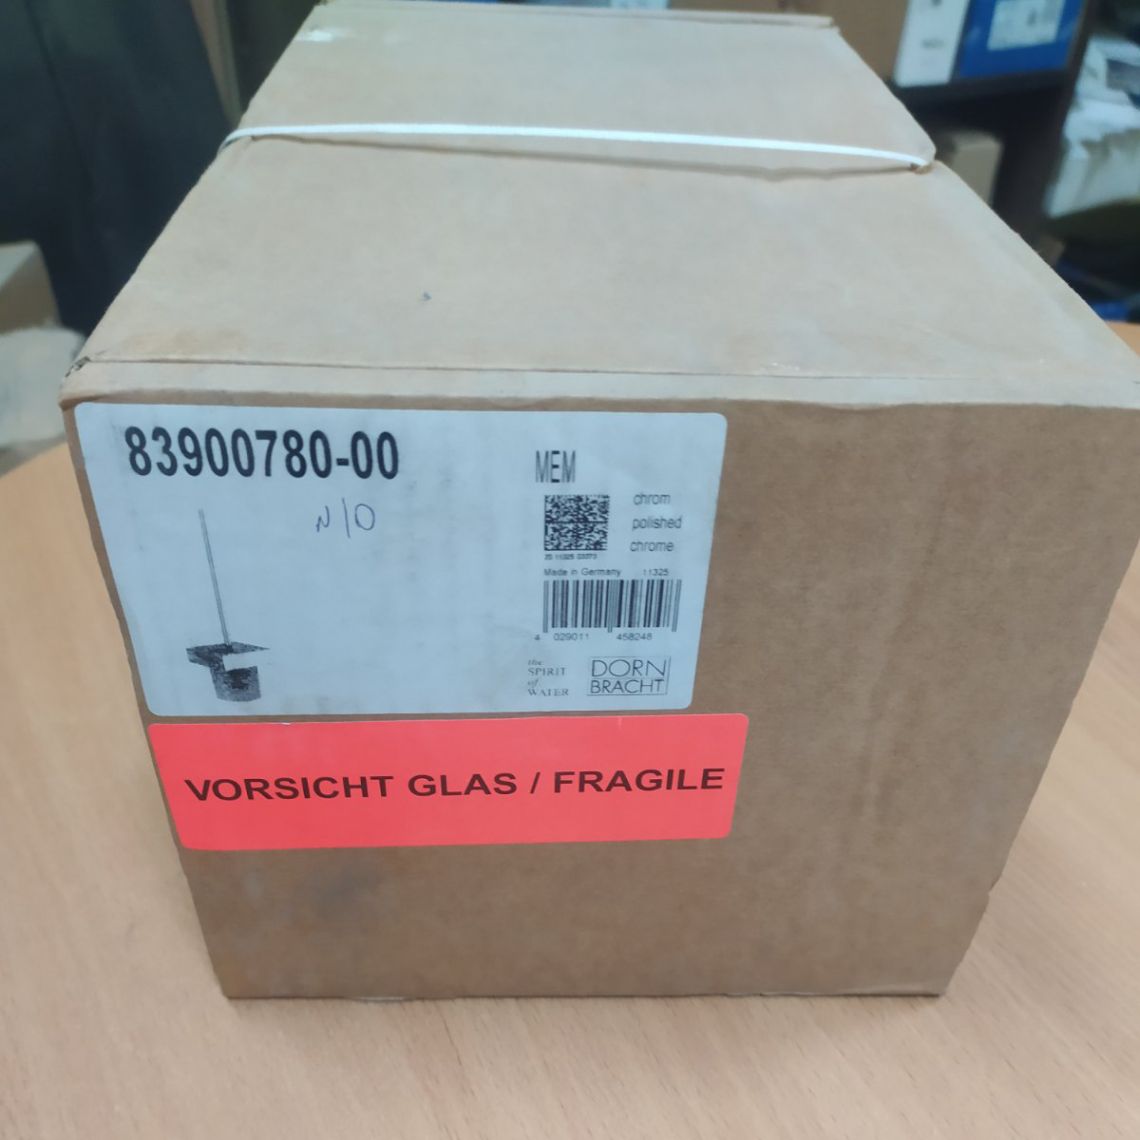 83900780-00
N/O
MEM
chrom
polished
chrome
Made in Germany 11325
4 029011 458248
the
SPIRIT
of
WATER
DORN
BRACHT
VORSICHT GLAS / FRAGILE